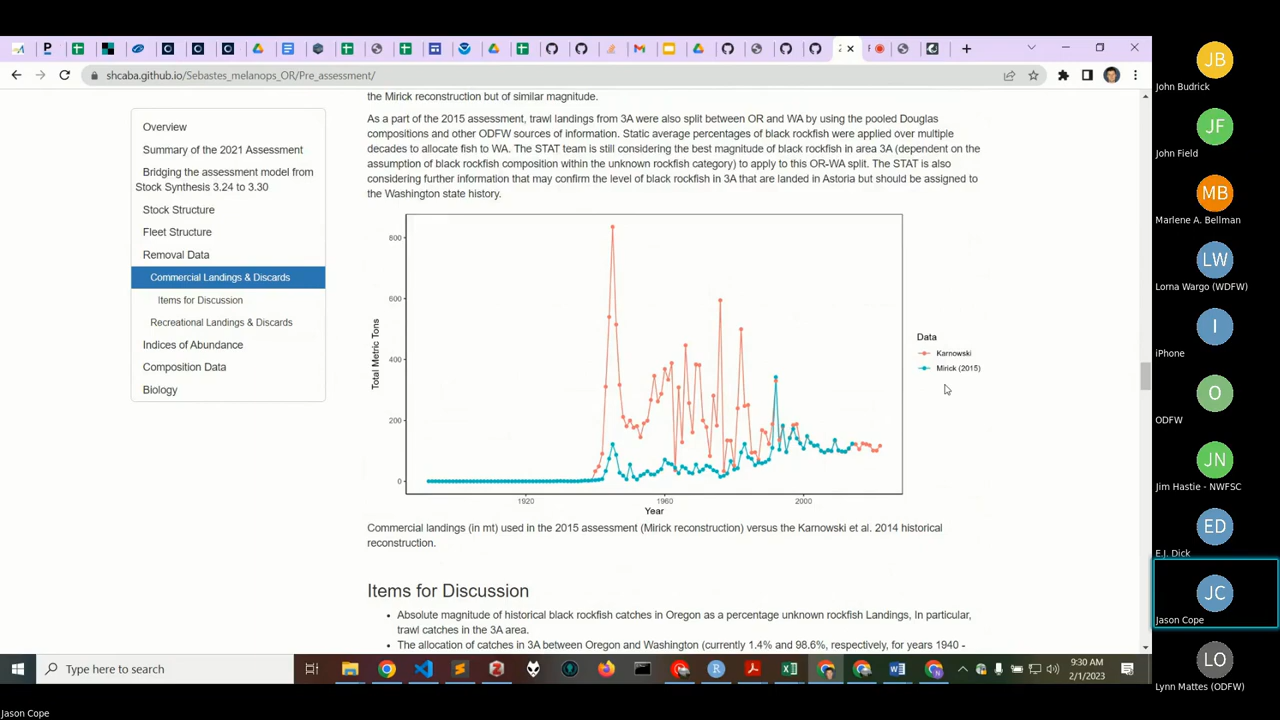 shcaba.github.io/Sebastes_melanops_OR/Pre_assessment/
Overview
Summary of the 2021 Assessment
Bridging the assessment model from
Stock Synthesis 3.24 to 3.30
Stock Structure
Fleet Structure
Removal Data
Commercial Landings & Discards
Items for Discussion
Recreational Landings & Discards
Indices of Abundance
Composition Data
Biology
the Mirick reconstruction but of similar magnitude.
As a part of the 2015 assessment, trawl landings from 3A were also split between OR and WA by using the pooled Douglas
compositions and other ODFW sources of information. Static average percentages of black rockfish were applied over multiple
decades to allocate fish to WA. The STAT team is still considering the best magnitude of black rockfish in area 3A (dependent on the
assumption of black rockfish composition within the unknown rockfish category) to apply to this OR-WA split. The STAT is also
considering further information that may confirm the level of black rockfish in 3A that are landed in Astoria but should be assigned to
the Washington state history.
Total Metric Tons
800
600
400
200
0
1920
1960
2000
Year
Data
Karnowski
Mirick (2015)
Commercial landings (in mt) used in the 2015 assessment (Mirick reconstruction) versus the Karnowski et al. 2014 historical
reconstruction.
Items for Discussion
Absolute magnitude of historical black rockfish catches in Oregon as a percentage unknown rockfish Landings, In particular,
trawl catches in the 3A area.
The allocation of catches in 3A between Oregon and Washington (currently 1.4% and 98.6%, respectively, for years 1940 -
JB
John Budrick
JF
John Field
MB
Marlene A. Bellman
LW
Lorna Wargo (WDFW)
I
iPhone
O
ODFW
JN
Jim Hastie - NWFSC
ED
E.J. Dick
JC
Jason Cope
LO
Lynn Mattes (ODFW)
Type here to search
9:30 AM
2/1/2023
Jason Cope